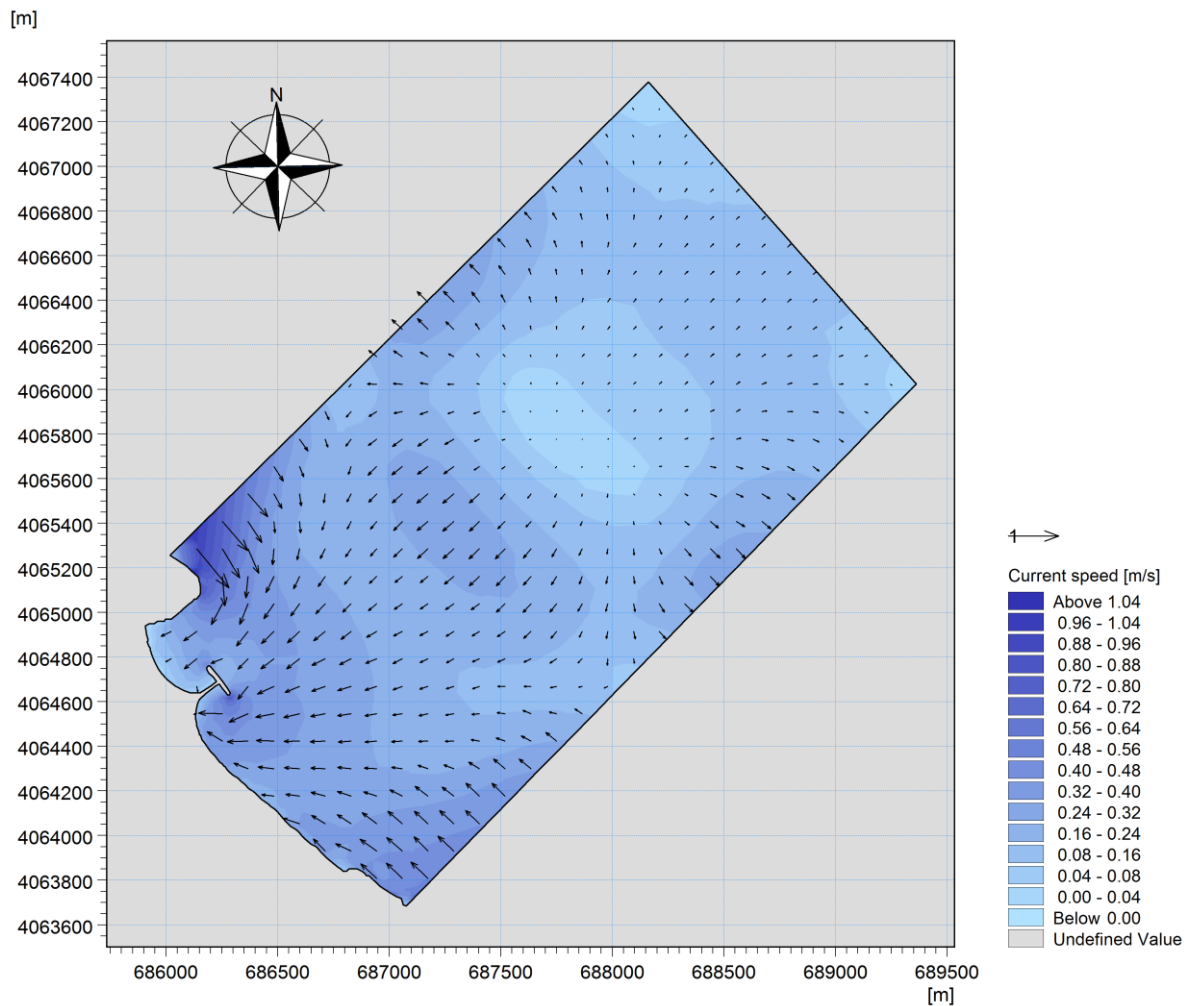 [m]
4067400
4067200
4067000
4066800
4066600
4066400
4066200
4066000
4065800
4065600
4065400
4065200
4065000
4064800
4064600
4064400
4064200
4064000
4063800
4063600
N
686000 686500 687000 687500 688000 688500 689000 689500
[m]
1
Current speed [m/s]
Above 1.04
0.96 - 1.04
0.88 - 0.96
0.80 - 0.88
0.72 - 0.80
0.64 - 0.72
0.56 - 0.64
0.48 - 0.56
0.40 - 0.48
0.32 - 0.40
0.24 - 0.32
0.16 - 0.24
0.08 - 0.16
0.04 - 0.08
0.00 - 0.04
Below 0.00
Undefined Value